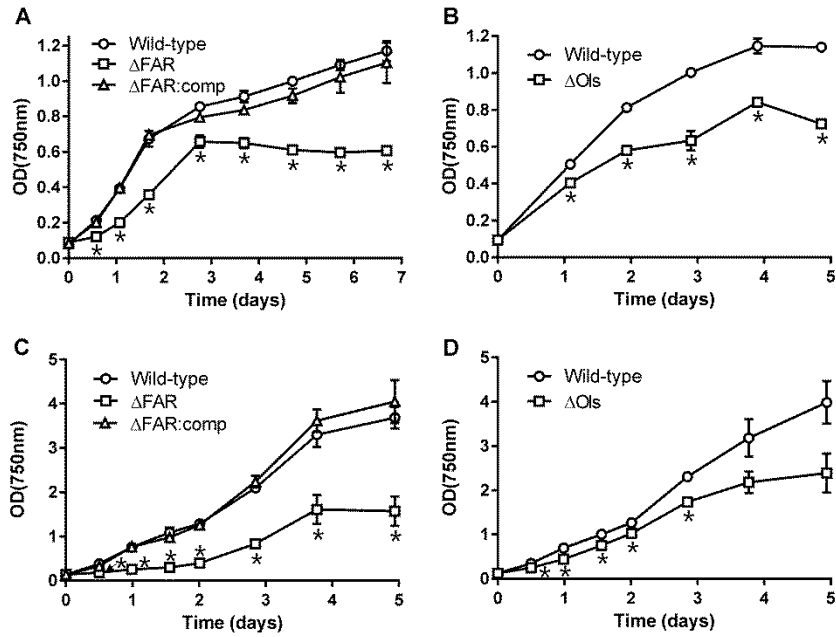 A
Wild-type
ΔFAR
ΔFAR:comp
OD(750nm)
1.2
1.0
0.8
0.6
0.4
0.2
0.0
* * * * * * * *
0 1 2 3 4 5 6 7
Time (days)
B
Wild-type
ΔOls
OD(750nm)
1.2
1.0
0.8
0.6
0.4
0.2
0.0
* * * * *
0 1 2 3 4 5
Time (days)
C
Wild-type
ΔFAR
ΔFAR:comp
OD(750nm)
5
4
3
2
1
0
* * * * * * *
0 1 2 3 4 5
Time (days)
D
Wild-type
ΔOls
OD(750nm)
5
4
3
2
1
0
* * * * *
0 1 2 3 4 5
Time (days)